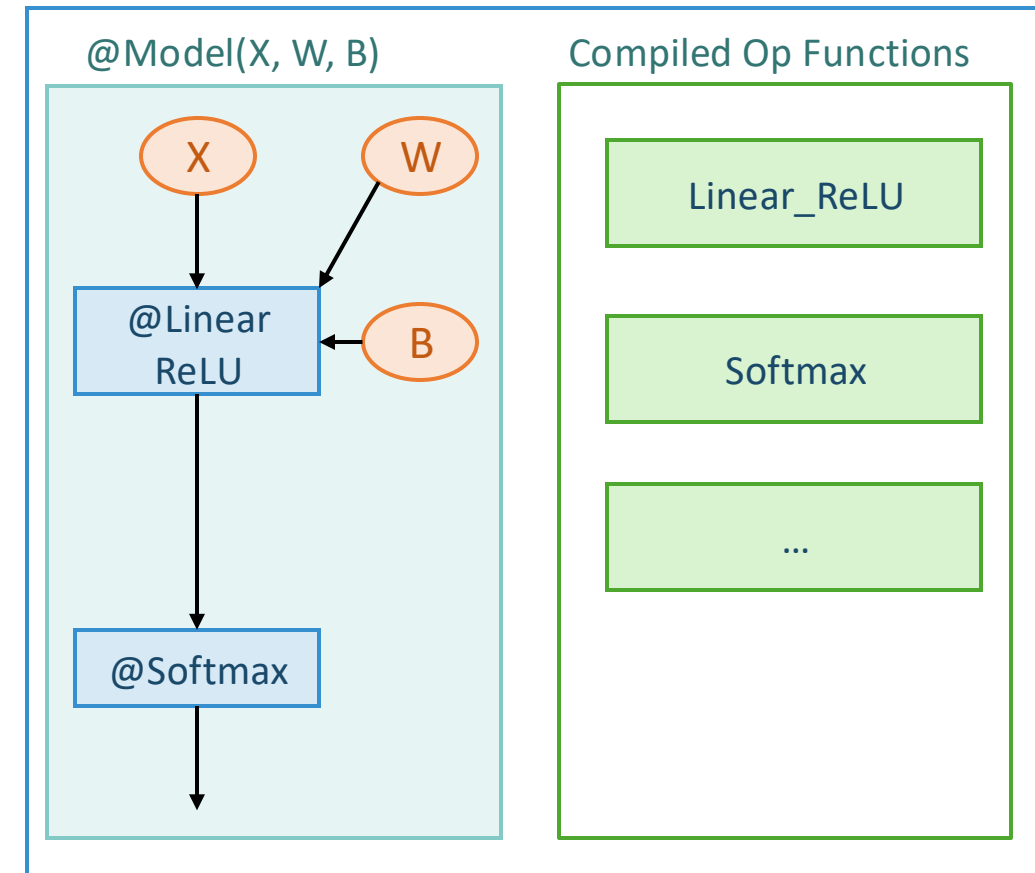 @Model(X, W, B)
X
W
@Linear
ReLU
B
@Softmax
Compiled Op Functions
Linear_ReLU
Softmax
...